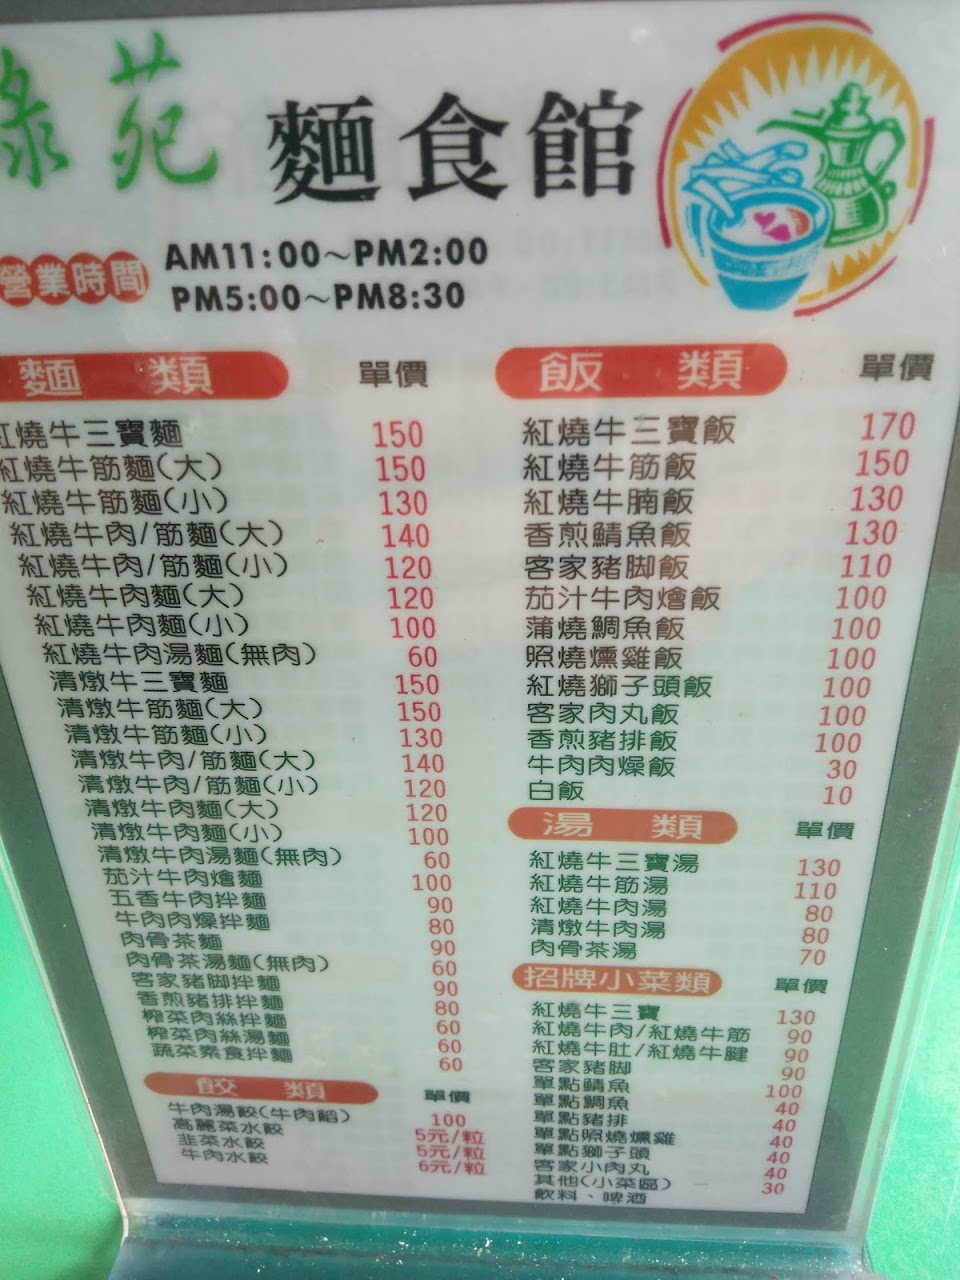 綠苑 麵食館
營業時間 AM11:00~PM2:00
PM5:00~PM8:30
麵 類 單價
紅燒牛三寶麵 150
紅燒牛筋麵(大) 150
紅燒牛筋麵(小) 130
紅燒牛肉/筋麵(大) 140
紅燒牛肉/筋麵(小) 120
紅燒牛肉麵(大) 120
紅燒牛肉麵(小) 100
紅燒牛肉湯麵(無肉) 60
清燉牛三寶麵 150
清燉牛筋麵(大) 150
清燉牛筋麵(小) 130
清燉牛肉/筋麵(大) 140
清燉牛肉/筋麵(小) 120
清燉牛肉麵(大) 120
清燉牛肉麵(小) 100
清燉牛肉湯麵(無肉) 60
茄汁牛肉燴麵 100
五香牛肉拌麵 90
牛肉肉燥拌麵 80
肉骨茶麵 90
肉骨茶湯麵(無肉) 60
客家豬脚拌麵 90
香煎豬排拌麵 80
榨菜肉絲拌麵 60
榨菜肉絲湯麵 60
蔬菜素食拌麵 60
餃 類 單價
牛肉湯餃(牛肉餡) 100
高麗菜水餃 5元/粒
韭菜水餃 5元/粒
牛肉水餃 6元/粒
飯 類 單價
紅燒牛三寶飯 170
紅燒牛筋飯 150
紅燒牛腩飯 130
香煎鯖魚飯 130
客家豬脚飯 110
茄汁牛肉燴飯 100
蒲燒鯛魚飯 100
照燒燻雞飯 100
紅燒獅子頭飯 100
客家肉丸飯 100
香煎豬排飯 100
牛肉肉燥飯 30
白飯 10
湯 類 單價
紅燒牛三寶湯 130
紅燒牛筋湯 110
紅燒牛肉湯 80
清燉牛肉湯 80
肉骨茶湯 70
招牌小菜類 單價
紅燒牛三寶 130
紅燒牛肉/紅燒牛筋 90
紅燒牛肚/紅燒牛腱 90
客家豬脚 90
單點鯖魚 100
單點鯛魚 40
單點豬排 40
單點照燒燻雞 40
單點獅子頭 40
客家小肉丸 40
其他(小菜區) 30
飲料、啤酒